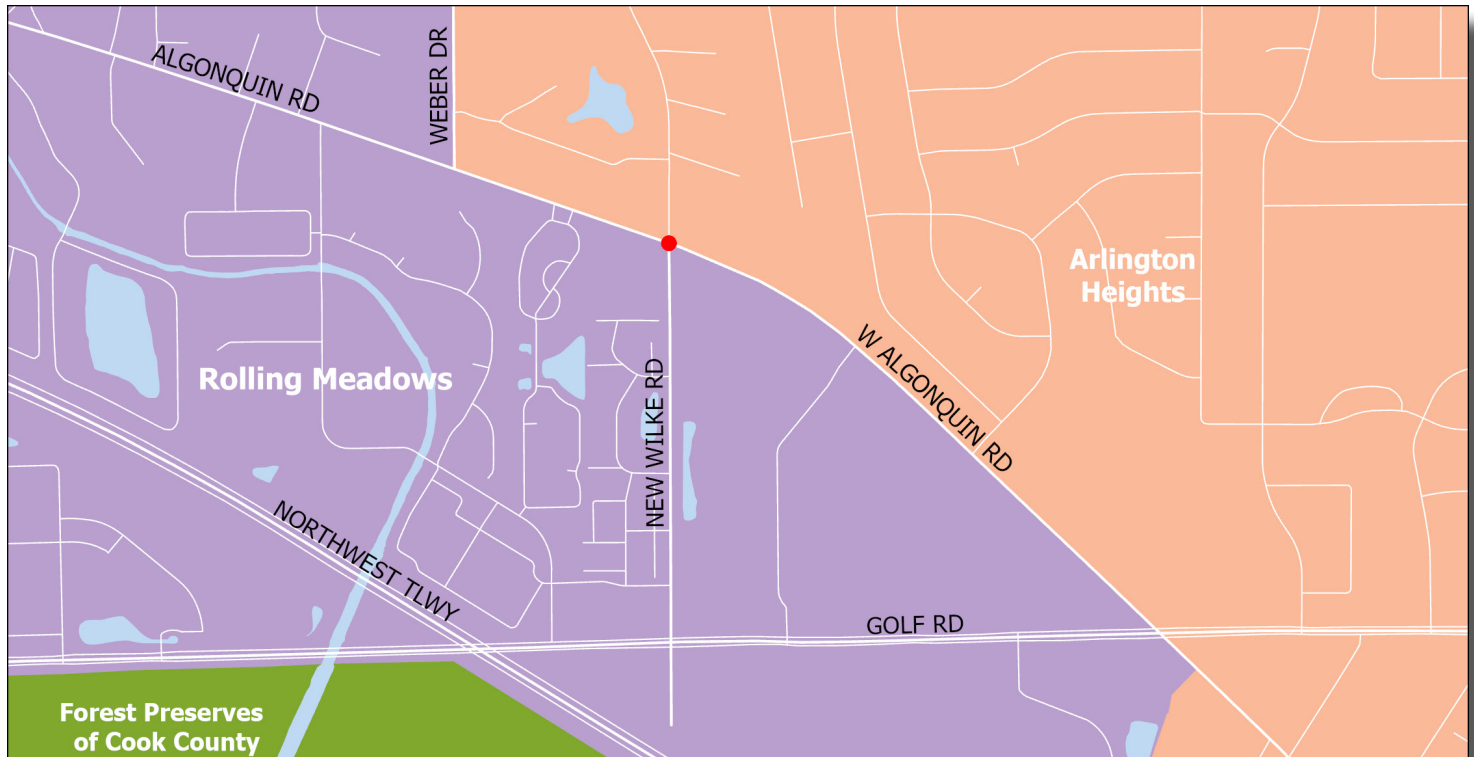 ALGONQUIN RD
WEBER DR
Arlington
Heights
Rolling Meadows
W ALGONQUIN RD
NEW WILKE RD
NORTHWEST TLWY
GOLF RD
Forest Preserves
of Cook County